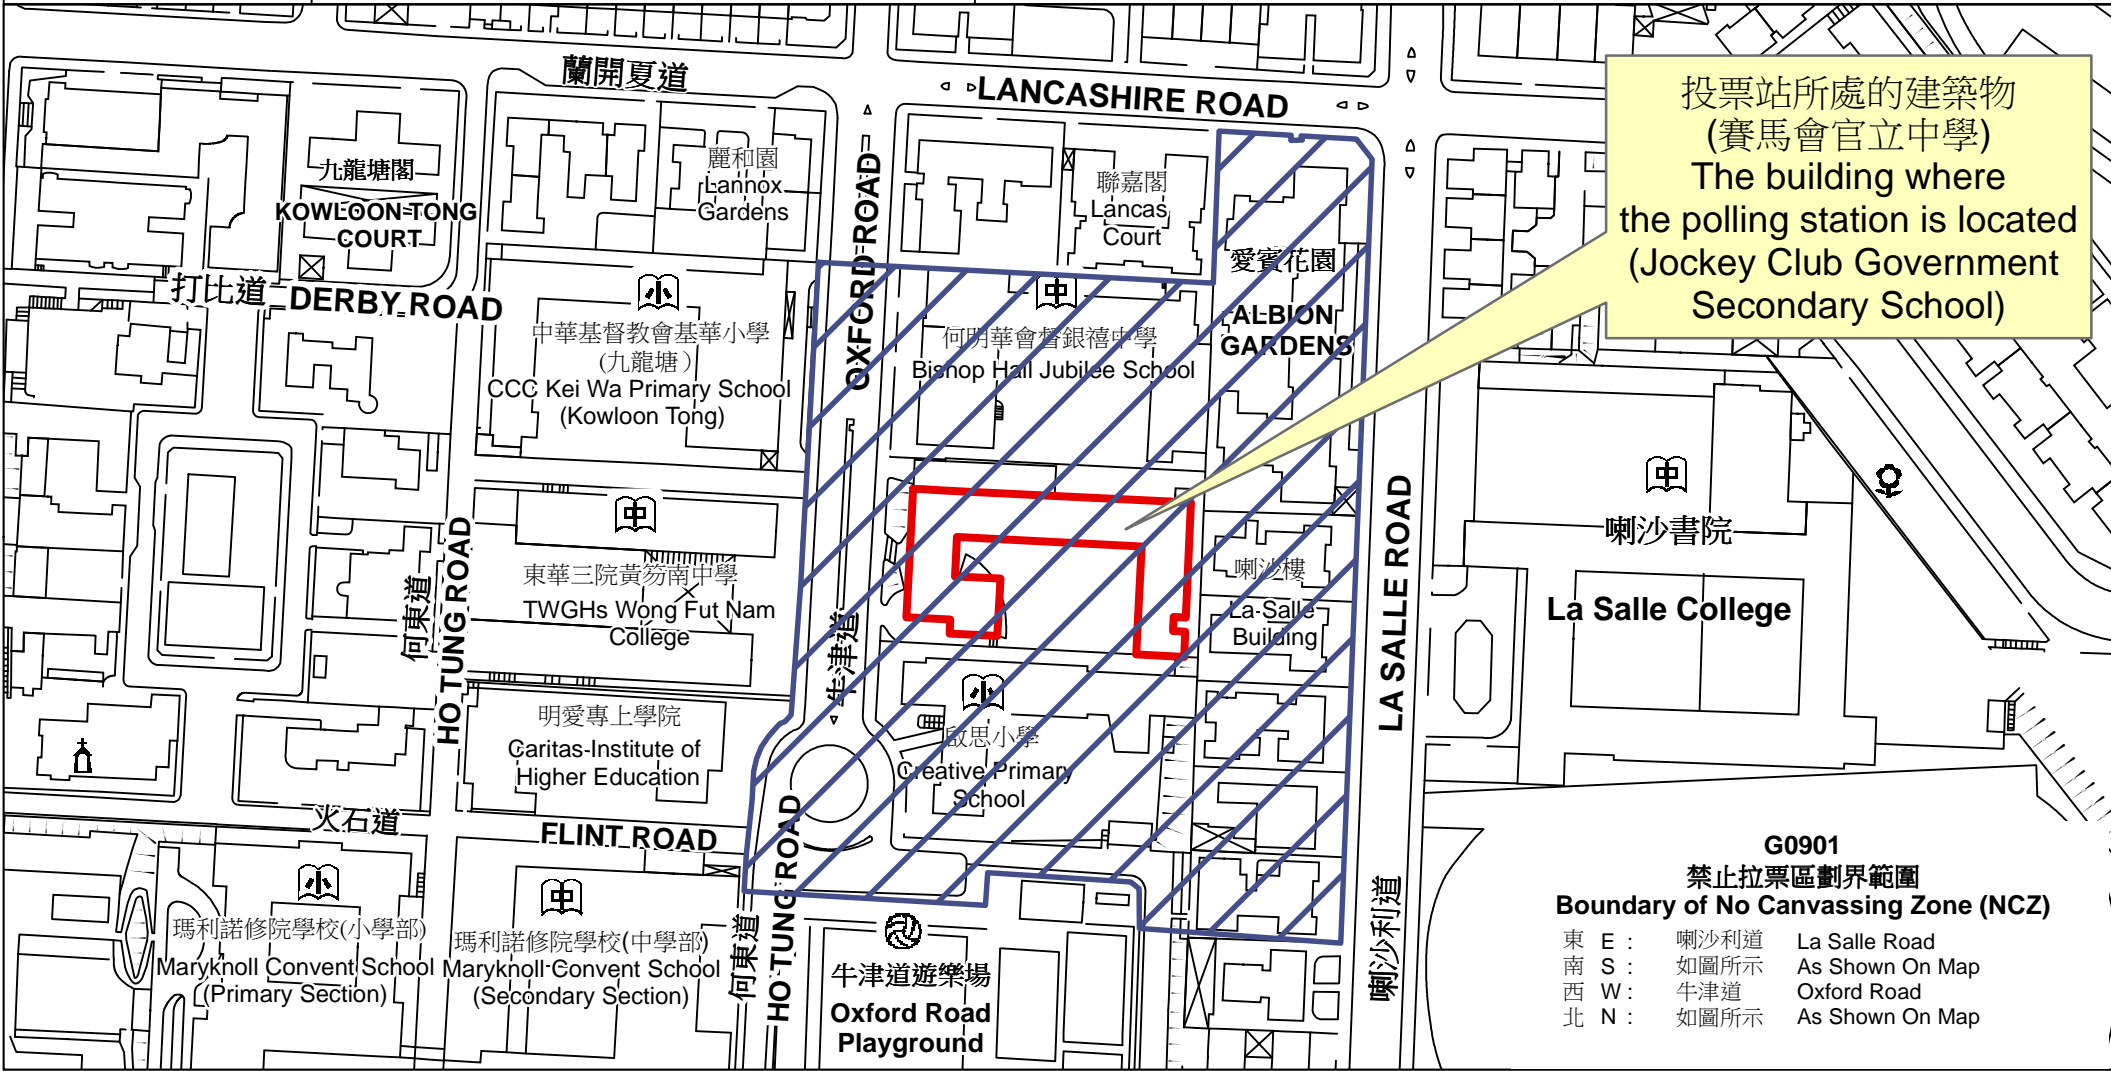 蘭開夏道
LANCASHIRE ROAD
投票站所處的建築物
(賽馬會官立中學)
The building where
the polling station is located
(Jockey Club Government
Secondary School)
九龍塘閣
KOWLOON TONG
COURT
麗和園
Lannox
Gardens
OXFORD ROAD
聯嘉閣
Lancas
Court
愛賓花園
ALBION
GARDENS
打比道 DERBY ROAD
小
中華基督教會基華小學
(九龍塘)
CCC Kei Wa Primary School
(Kowloon Tong)
中
何明華會督銀禧中學
Bishop Hall Jubilee School
中
東華三院黃笏南中學
TWGHs Wong Fut Nam
College
何東道
HO TUNG ROAD
牛津道
喇沙樓
La Salle
Building
LA SALLE ROAD
中
喇沙書院
La Salle College
明愛專上學院
Caritas Institute of
Higher Education
小
啟思小學
Creative Primary
School
火石道
FLINT ROAD
小
瑪利諾修院學校(小學部)
Maryknoll Convent School
(Primary Section)
中
瑪利諾修院學校(中學部)
Maryknoll Convent School
(Secondary Section)
何東道
HO TUNG ROAD
牛津道遊樂場
Oxford Road
Playground
喇沙利道
G0901
禁止拉票區劃界範圍
Boundary of No Canvassing Zone (NCZ)
東 E : 喇沙利道 La Salle Road
南 S : 如圖所示 As Shown On Map
西 W : 牛津道 Oxford Road
北 N : 如圖所示 As Shown On Map